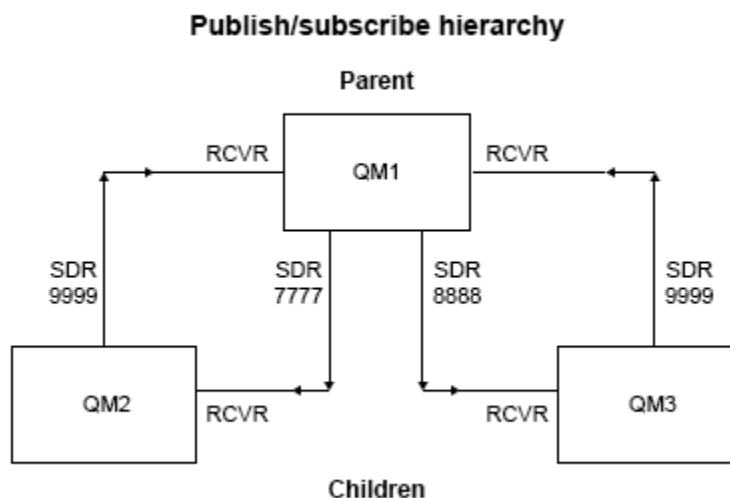 Publish/subscribe hierarchy
Parent
RCVR
QM1
RCVR
SDR
9999
SDR
7777
SDR
8888
SDR
9999
QM2
RCVR
RCVR
QM3
Children